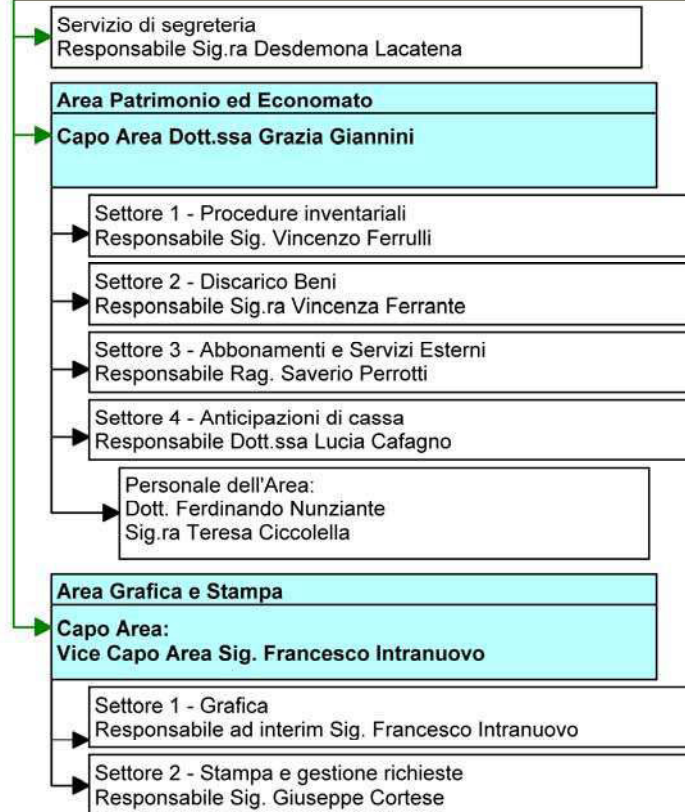 Servizio di segreteria
Responsabile Sig.ra Desdemona Lacatena
Area Patrimonio ed Economato
Capo Area Dott.ssa Grazia Giannini
Settore 1 - Procedure inventariali
Responsabile Sig. Vincenzo Ferrulli
Settore 2 - Discarico Beni
Responsabile Sig.ra Vincenza Ferrante
Settore 3 - Abbonamenti e Servizi Esterni
Responsabile Rag. Saverio Perrotti
Settore 4 - Anticipazioni di cassa
Responsabile Dott.ssa Lucia Cafagno
Personale dell'Area:
Dott. Ferdinando Nunziante
Sig.ra Teresa Ciccolella
Area Grafica e Stampa
Capo Area:
Vice Capo Area Sig. Francesco Intranuovo
Settore 1 - Grafica
Responsabile ad interim Sig. Francesco Intranuovo
Settore 2 - Stampa e gestione richieste
Responsabile Sig. Giuseppe Cortese